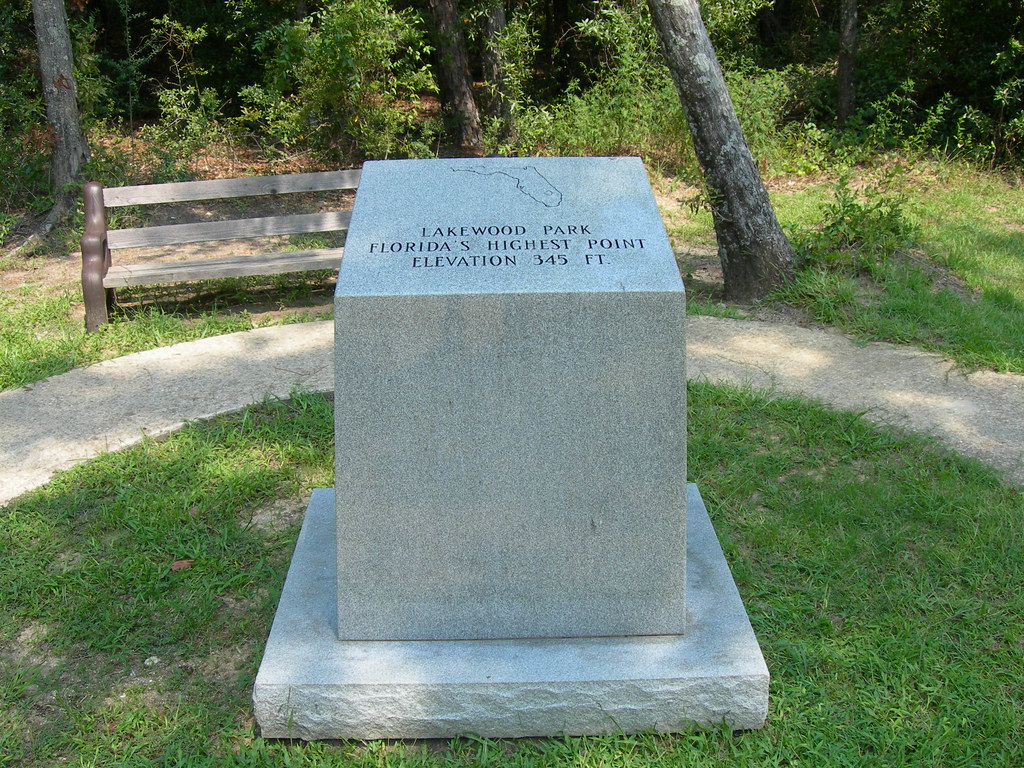 LAKEWOOD PARK
FLORIDA'S HIGHEST POINT
ELEVATION 345 FT.